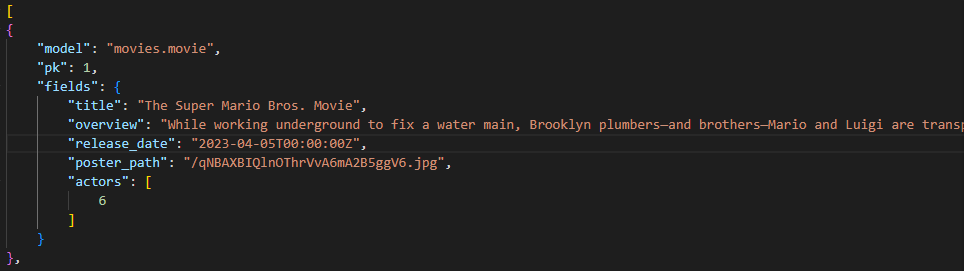 [
{
"model": "movies.movie",
"pk": 1,
"fields": {
"title": "The Super Mario Bros. Movie",
"overview": "While working underground to fix a water main, Brooklyn plumbers—and brothers—Mario and Luigi are transp
"release_date": "2023-04-05T00:00:00Z",
"poster_path": "/qNBAXBIQlnOThrVvA6mA2B5ggV6.jpg",
"actors": [
6
]
}
},